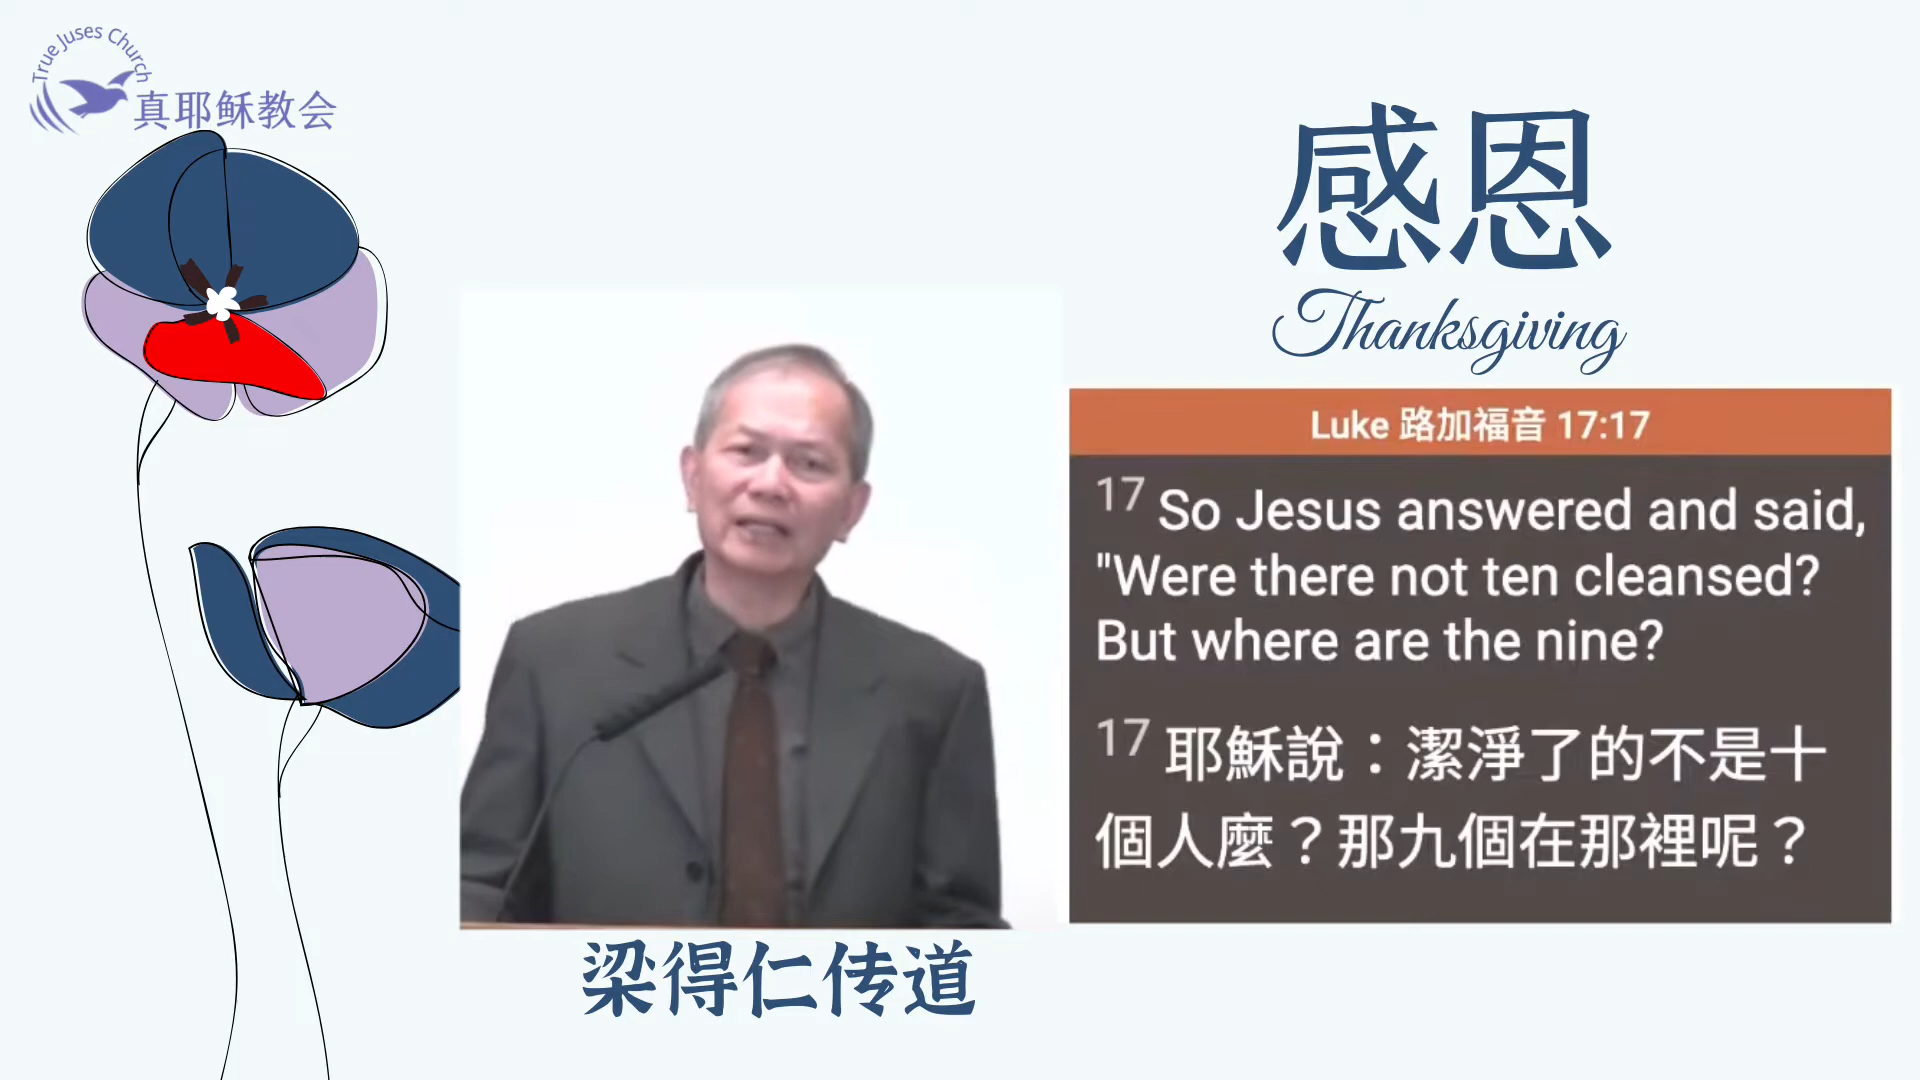 True Juses Church
真耶稣教会
感恩
Thanksgiving
Luke 路加福音 17:17
17 So Jesus answered and said,
"Were there not ten cleansed?
But where are the nine?
17 耶穌說：潔淨了的不是十
個人麼？那九個在那裡呢？
梁得仁传道